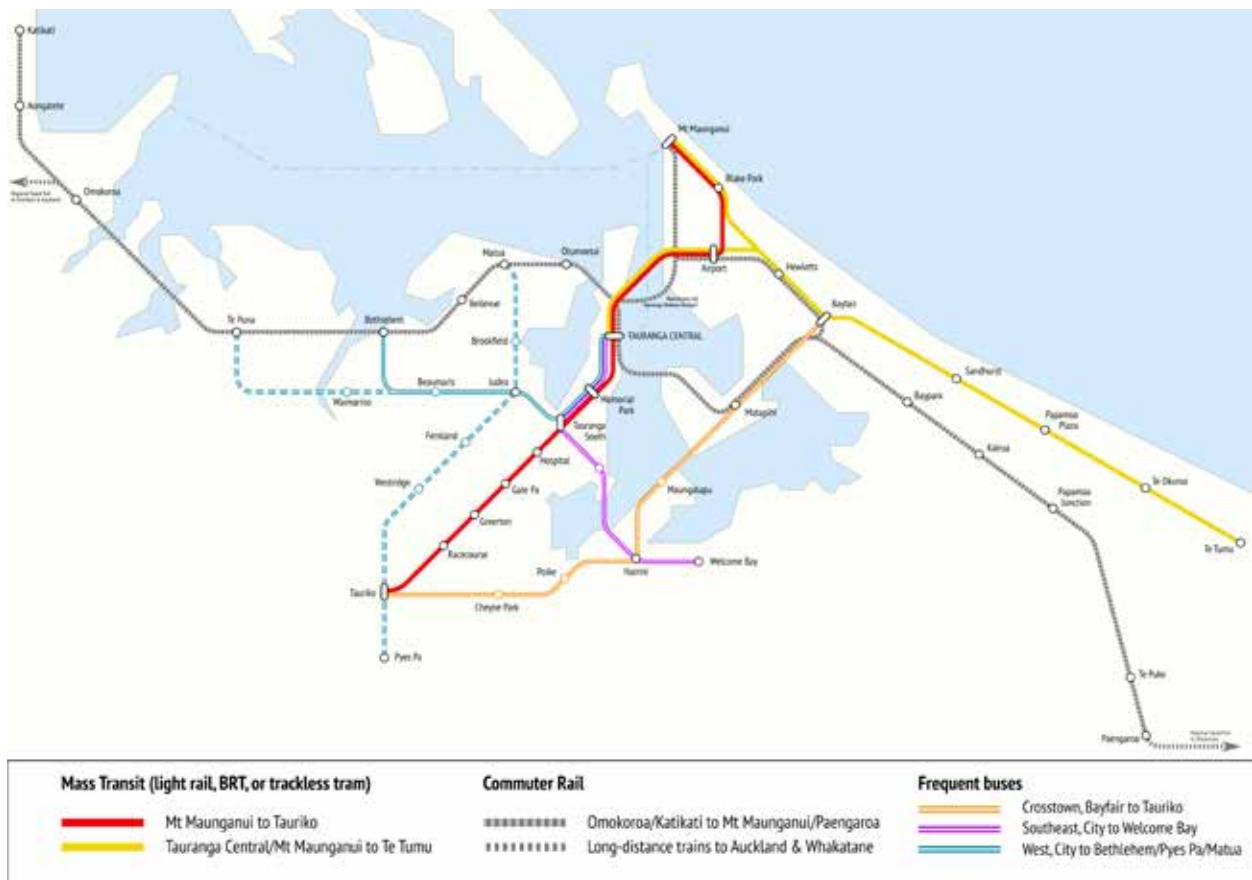 Katikati
Aongatete
Omokoroa
Te Puna
Bethlehem
Bellevue
Matua
Otumoetai
Brookfield
Judea
Beaumaris
Waimarino
Fernland
Westridge
Mt Maunganui
Blake Park
Airport
Hewletts
Bayfair
TAURANGA CENTRAL
Memorial
Park
Tauranga
South
Hospital
Gate Pa
Greerton
Racecourse
Tauriko
Pyes Pa
Cheyne Park
Poike
Hairini
Welcome Bay
Maungatapu
Matapihi
Sandhurst
Papamoa
Plaza
Te Okuroa
Te Tumu
Baypark
Kairua
Papamoa
Junction
Te Puke
Paengaroa
Mass Transit (light rail, BRT, or trackless tram)
Mt Maunganui to Tauriko
Tauranga Central/Mt Maunganui to Te Tumu
Commuter Rail
Omokoroa/Katikati to Mt Maunganui/Paengaroa
Long-distance trains to Auckland & Whakatane
Frequent buses
Crosstown, Bayfair to Tauriko
Southeast, City to Welcome Bay
West, City to Bethlehem/Pyes Pa/Matua